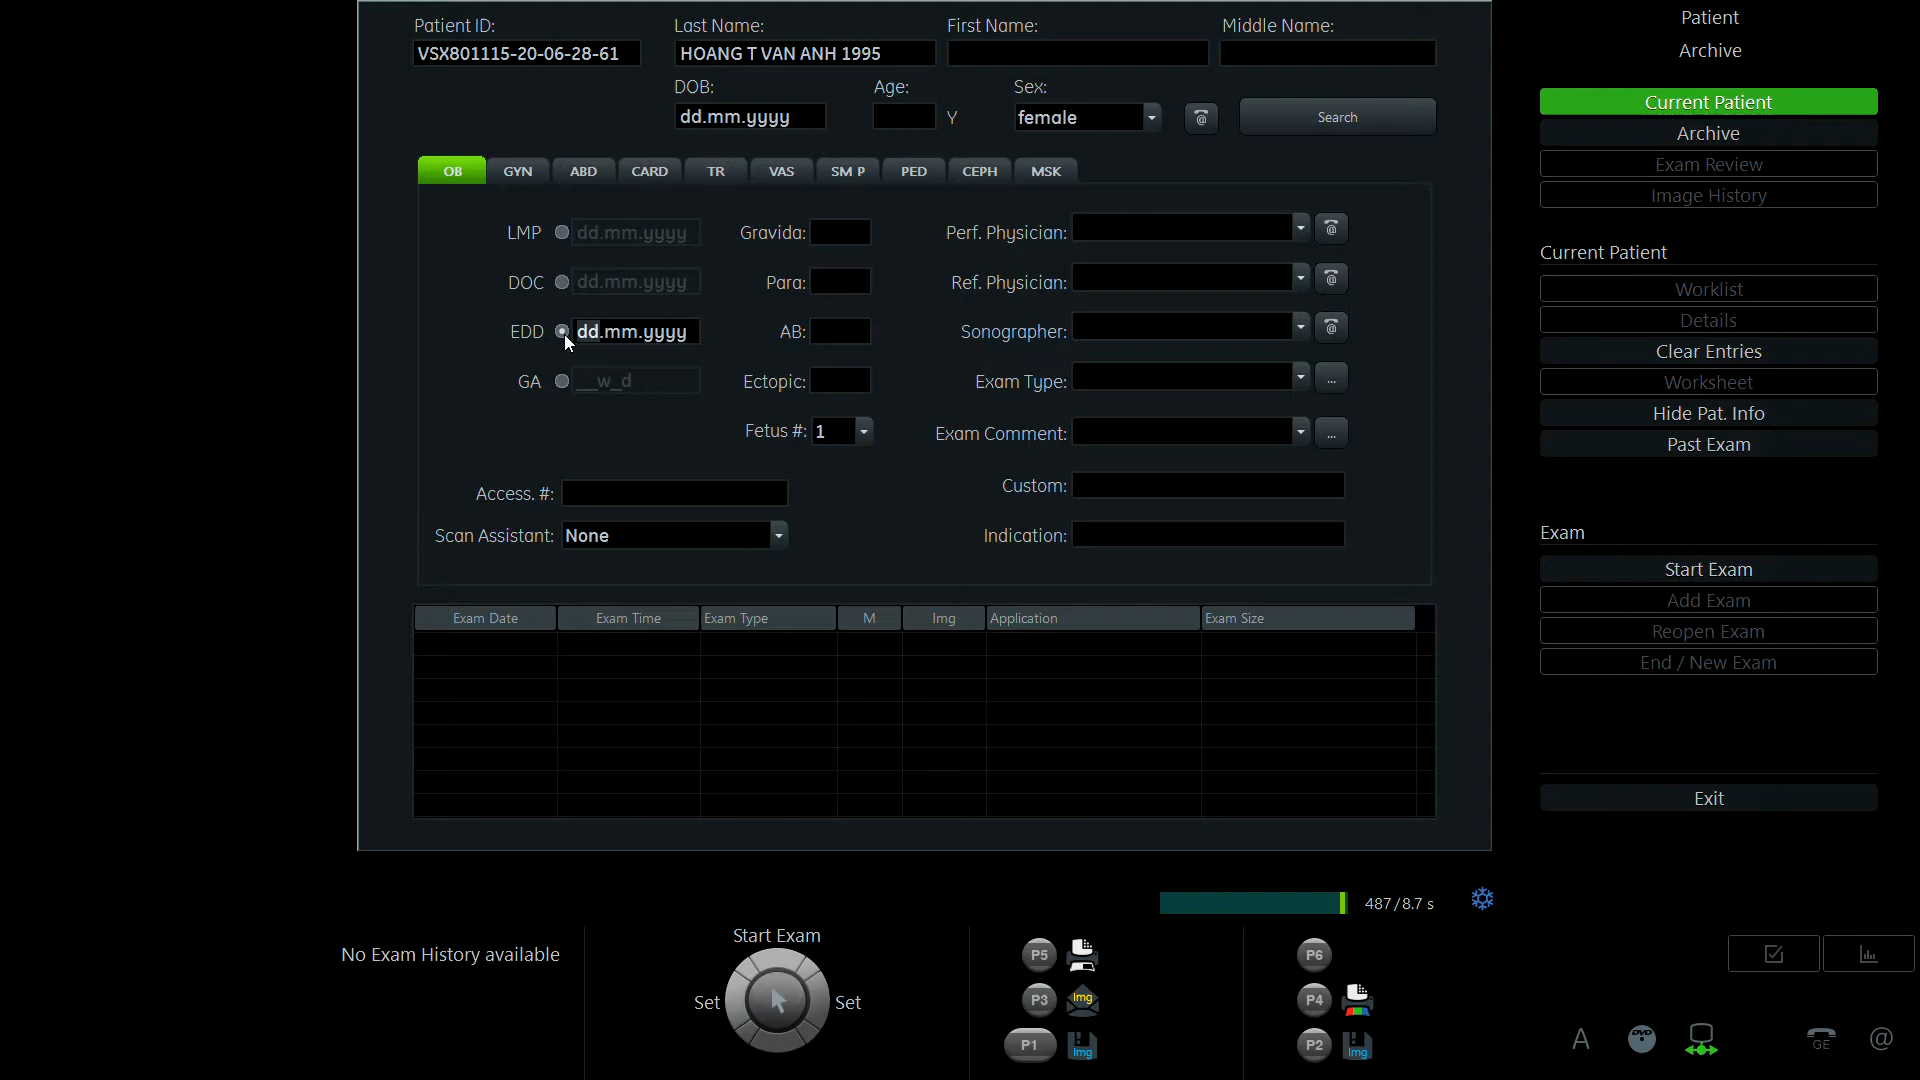 Patient ID: Last Name: First Name: Middle Name:
VSX801115-20-06-28-61 HOANG T VAN ANH 1995
DOB: Age: Sex:
dd.mm.yyyy Y female Search
OB GYN ABD CARD TR VAS SM P PED CEPH MSK
LMP dd.mm.yyyy Gravida: Perf. Physician:
DOC dd.mm.yyyy Para: Ref. Physician:
EDD dd.mm.yyyy AB: Sonographer:
GA __w_d Ectopic: Exam Type: ...
Fetus #: 1 Exam Comment: ...
Access. #: Custom:
Scan Assistant: None Indication:
Exam Date Exam Time Exam Type M Img Application Exam Size
487/8.7 s
No Exam History available
Start Exam
Set Set
P5 P6
P3 Img P4
P1 Img P2 Img
Patient
Archive
Current Patient
Archive
Exam Review
Image History
Current Patient
Worklist
Details
Clear Entries
Worksheet
Hide Pat. Info
Past Exam
Exam
Start Exam
Add Exam
Reopen Exam
End / New Exam
Exit
A DVD GE @